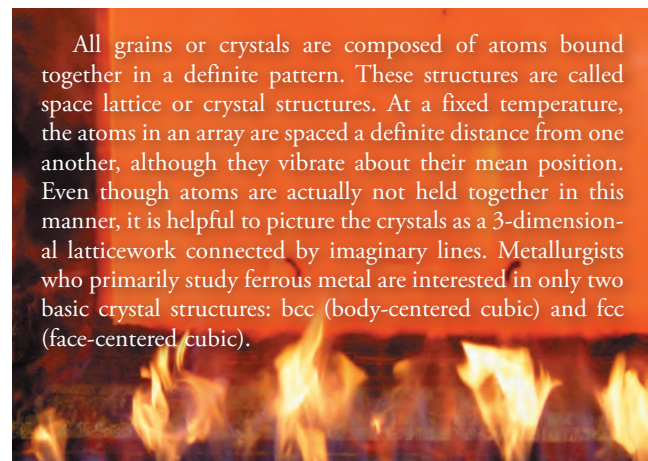 All grains or crystals are composed of atoms bound
together in a definite pattern. These structures are called
space lattice or crystal structures. At a fixed temperature,
the atoms in an array are spaced a definite distance from one
another, although they vibrate about their mean position.
Even though atoms are actually not held together in this
manner, it is helpful to picture the crystals as a 3-dimension-
al latticework connected by imaginary lines. Metallurgists
who primarily study ferrous metal are interested in only two
basic crystal structures: bcc (body-centered cubic) and fcc
(face-centered cubic).